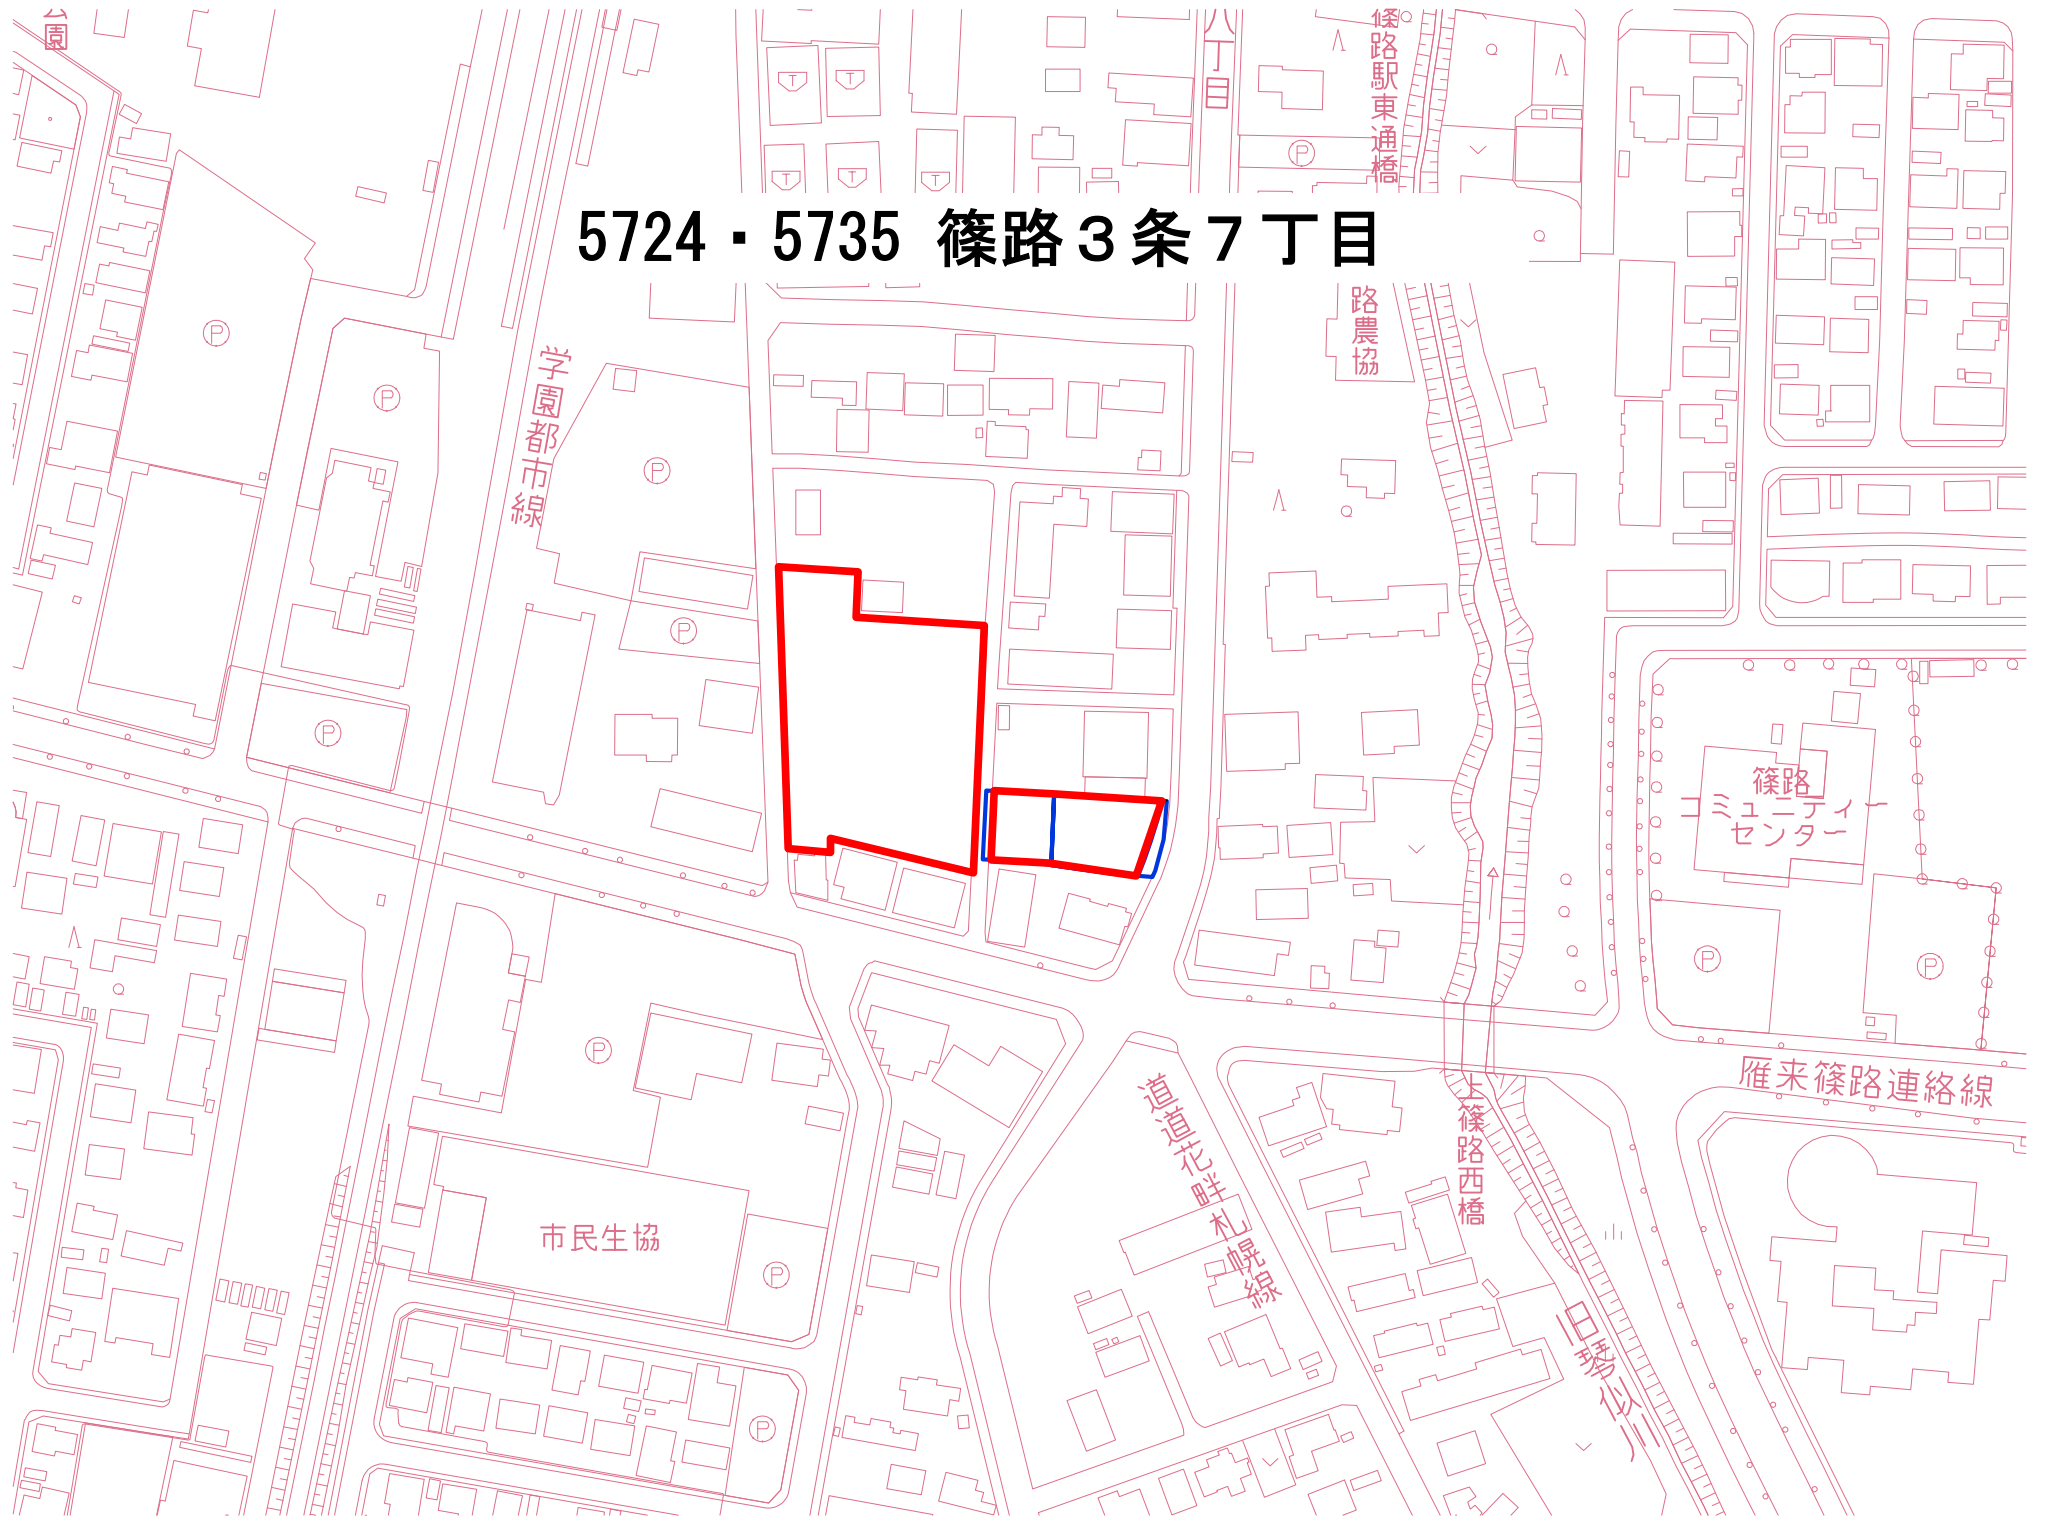 公園
八丁目
篠路駅東通橋
5724・5735 篠路３条７丁目
路農協
学園都市線
P
P
P
P
P
P
篠路
コミュニティー
センター
P
P
P
雁来篠路連絡線
道道花畔札幌線
上篠路西橋
市民生協
P
P
旧琴似川